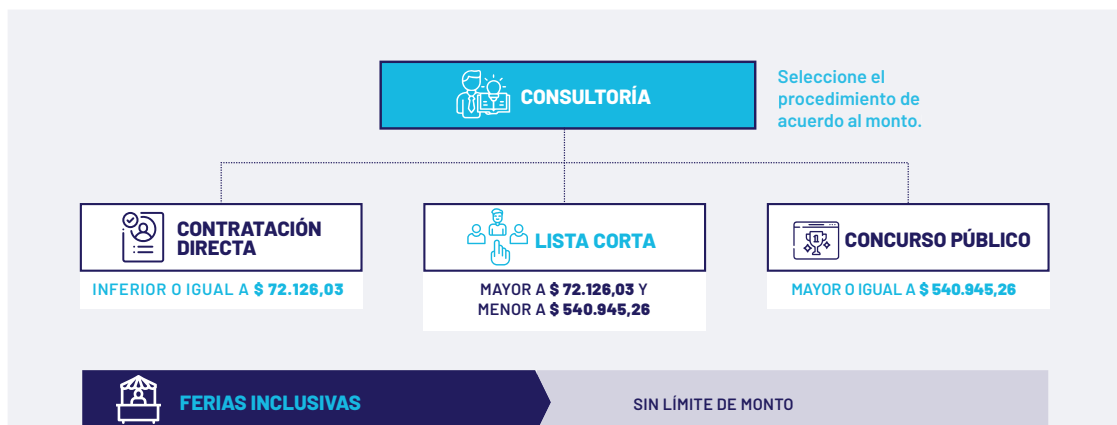 CONSULTORÍA
Seleccione el
procedimiento de
acuerdo al monto.
CONTRATACIÓN
DIRECTA
INFERIOR O IGUAL A $ 72.126,03
LISTA CORTA
MAYOR A $ 72.126,03 Y
MENOR A $ 540.945,26
CONCURSO PÚBLICO
MAYOR O IGUAL A $ 540.945,26
FERIAS INCLUSIVAS
SIN LÍMITE DE MONTO